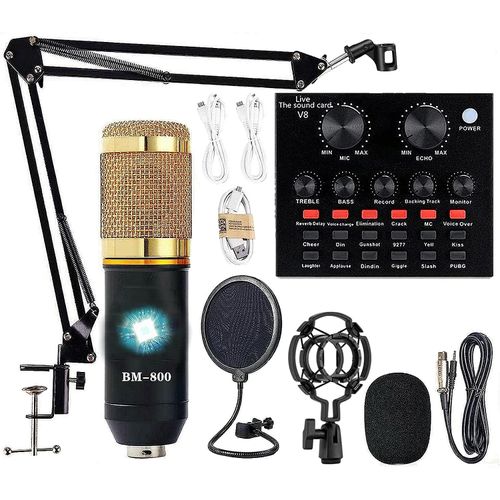 Live
The sound card
V8
POWER
MIN MAX
MIC
MIN MAX
ECHO
TREBLE BASS Record Backing Track Monitor
Reverb Delay Voice change Elimination Crack MC Voice Over
Cheer Din Gunshot 9277 Yell Kiss
Laughter Applause Dindin Giggle Slash PUBG
BM-800